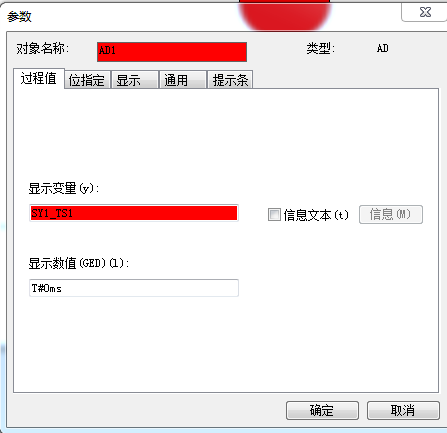 参数
对象名称: AD1 类型: AD
过程值 位指定 显示 通用 提示条
显示变量(y):
SY1_TS1 信息文本(t) 信息(M)
显示数值(GED)(l):
T#0ms
确定 取消